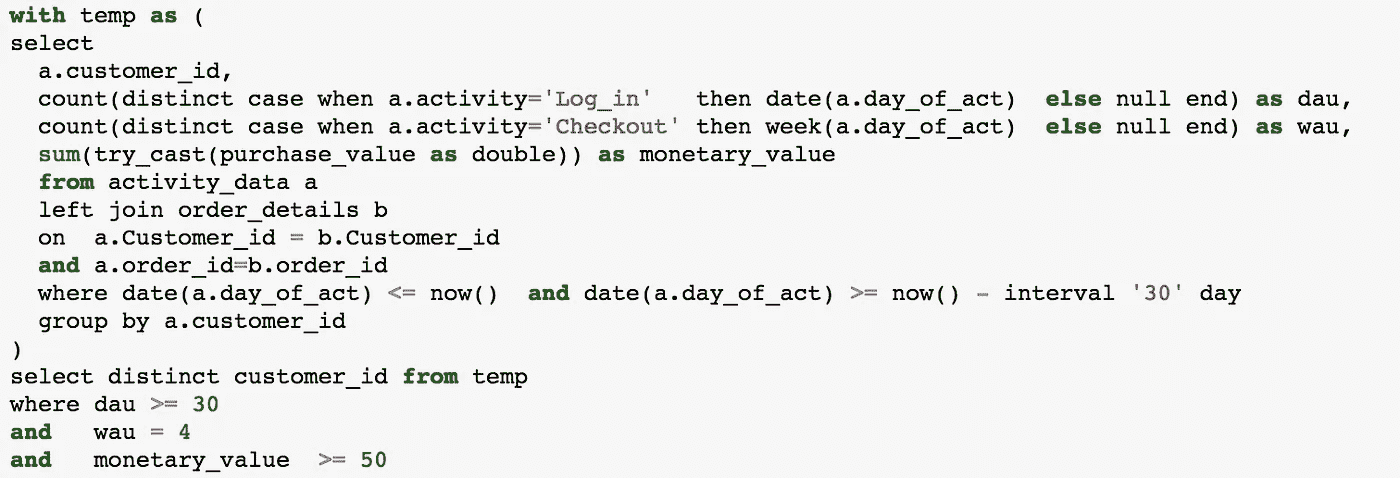 with temp as (
select
  a.customer_id,
  count(distinct case when a.activity='Log_in'   then date(a.day_of_act)  else null end) as dau,
  count(distinct case when a.activity='Checkout' then week(a.day_of_act)  else null end) as wau,
  sum(try_cast(purchase_value as double)) as monetary_value
  from activity_data a
  left join order_details b
  on  a.Customer_id = b.Customer_id
  and a.order_id=b.order_id
  where date(a.day_of_act) <= now()  and date(a.day_of_act) >= now() - interval '30' day
  group by a.customer_id
)
select distinct customer_id from temp
where dau >= 30
and   wau = 4
and   monetary_value  >= 50